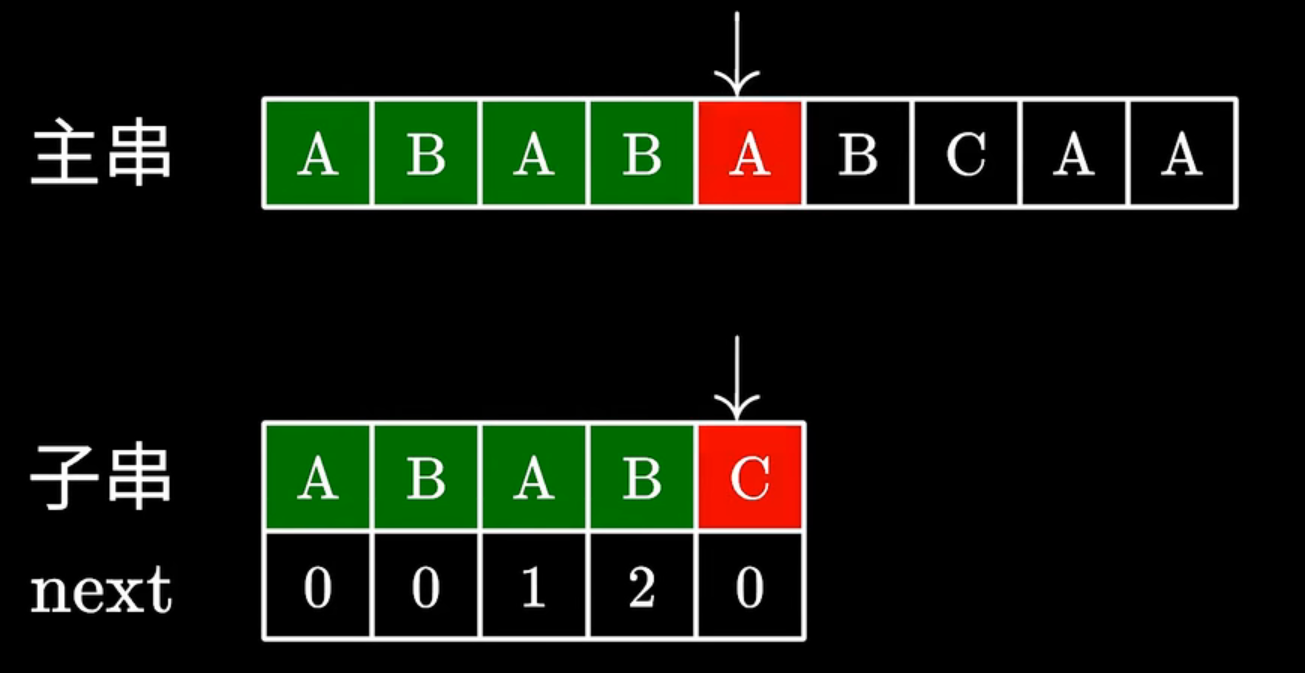 主串 A B A B A B C A A
子串 A B A B C
next 0 0 1 2 0